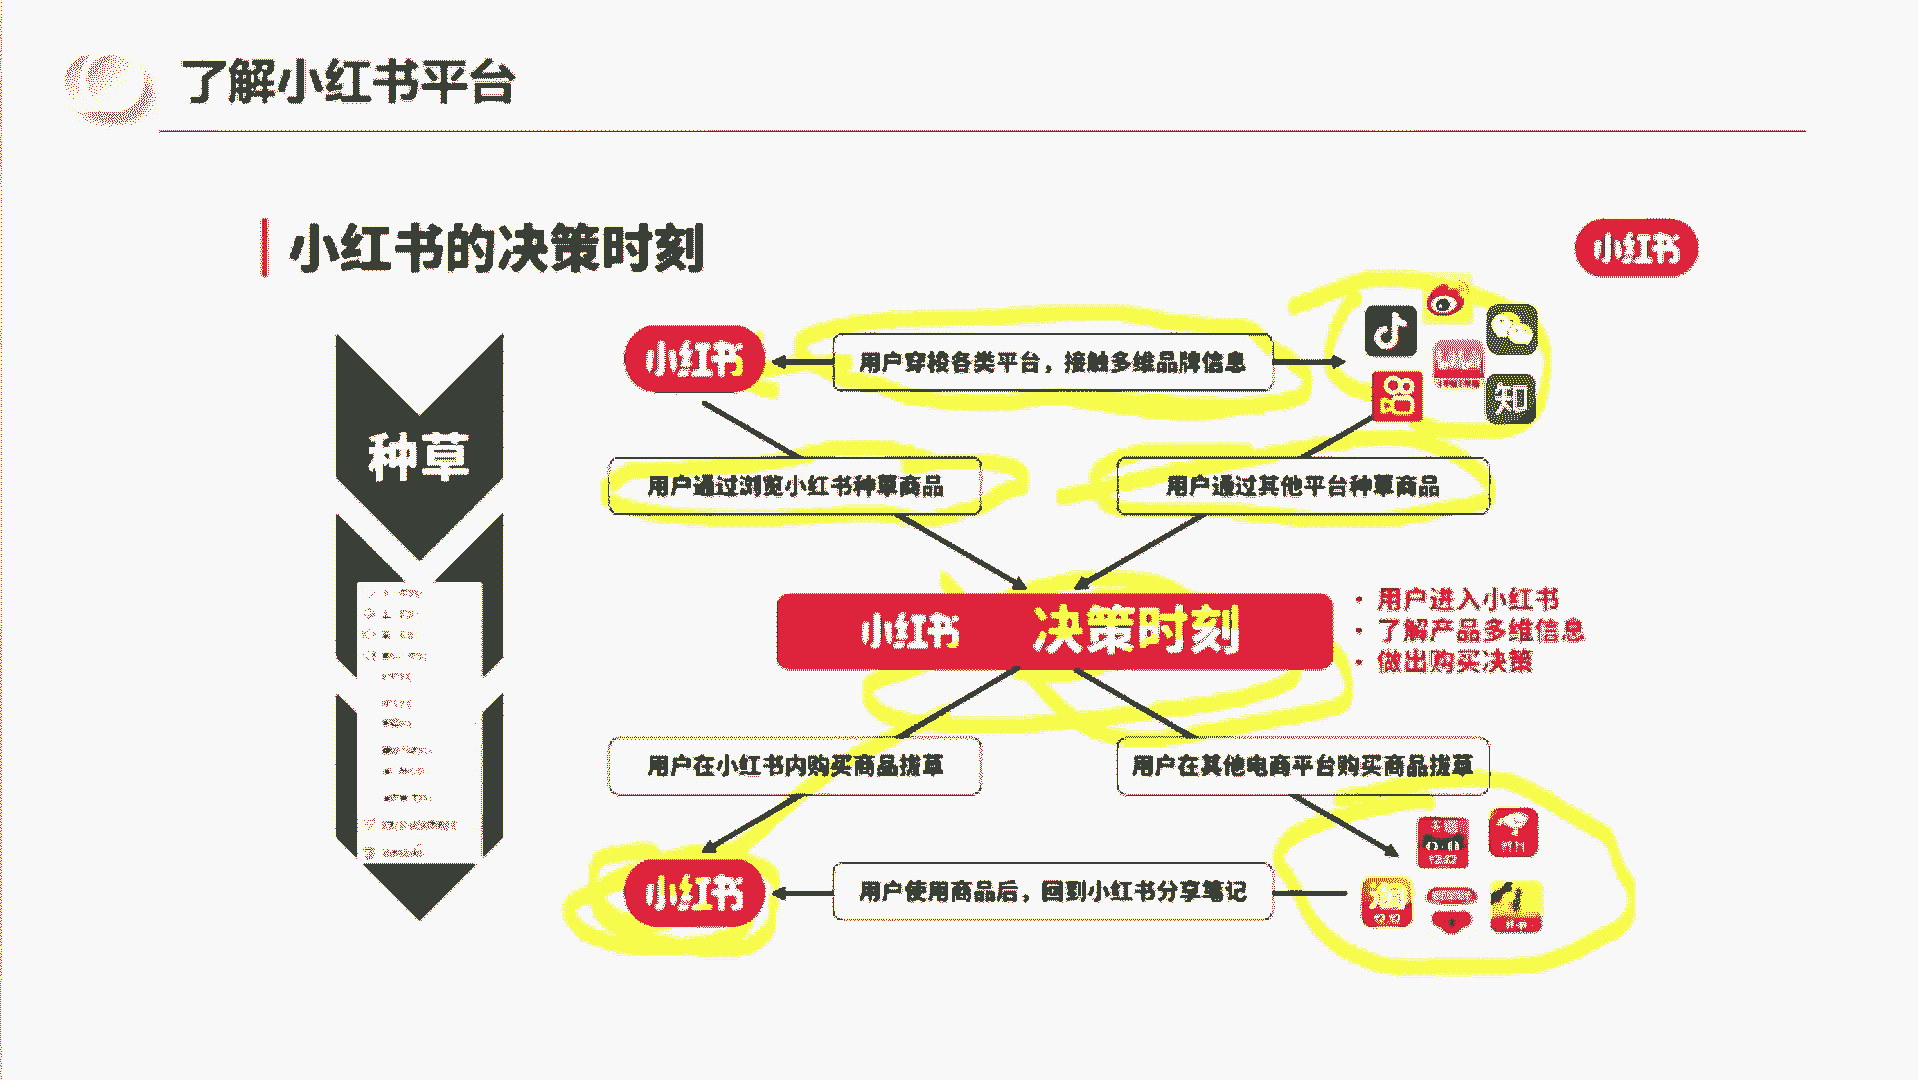 了解小红书平台
小红书的决策时刻
小红书
小红书
用户穿梭各类平台，接触多维品牌信息
知
种草
用户通过浏览小红书种草商品
用户通过其他平台种草商品
小红书 决策时刻
• 用户进入小红书
• 了解产品多维信息
• 做出购买决策
用户在小红书内购买商品拔草
用户在其他电商平台购买商品拔草
小红书
用户使用商品后，回到小红书分享笔记